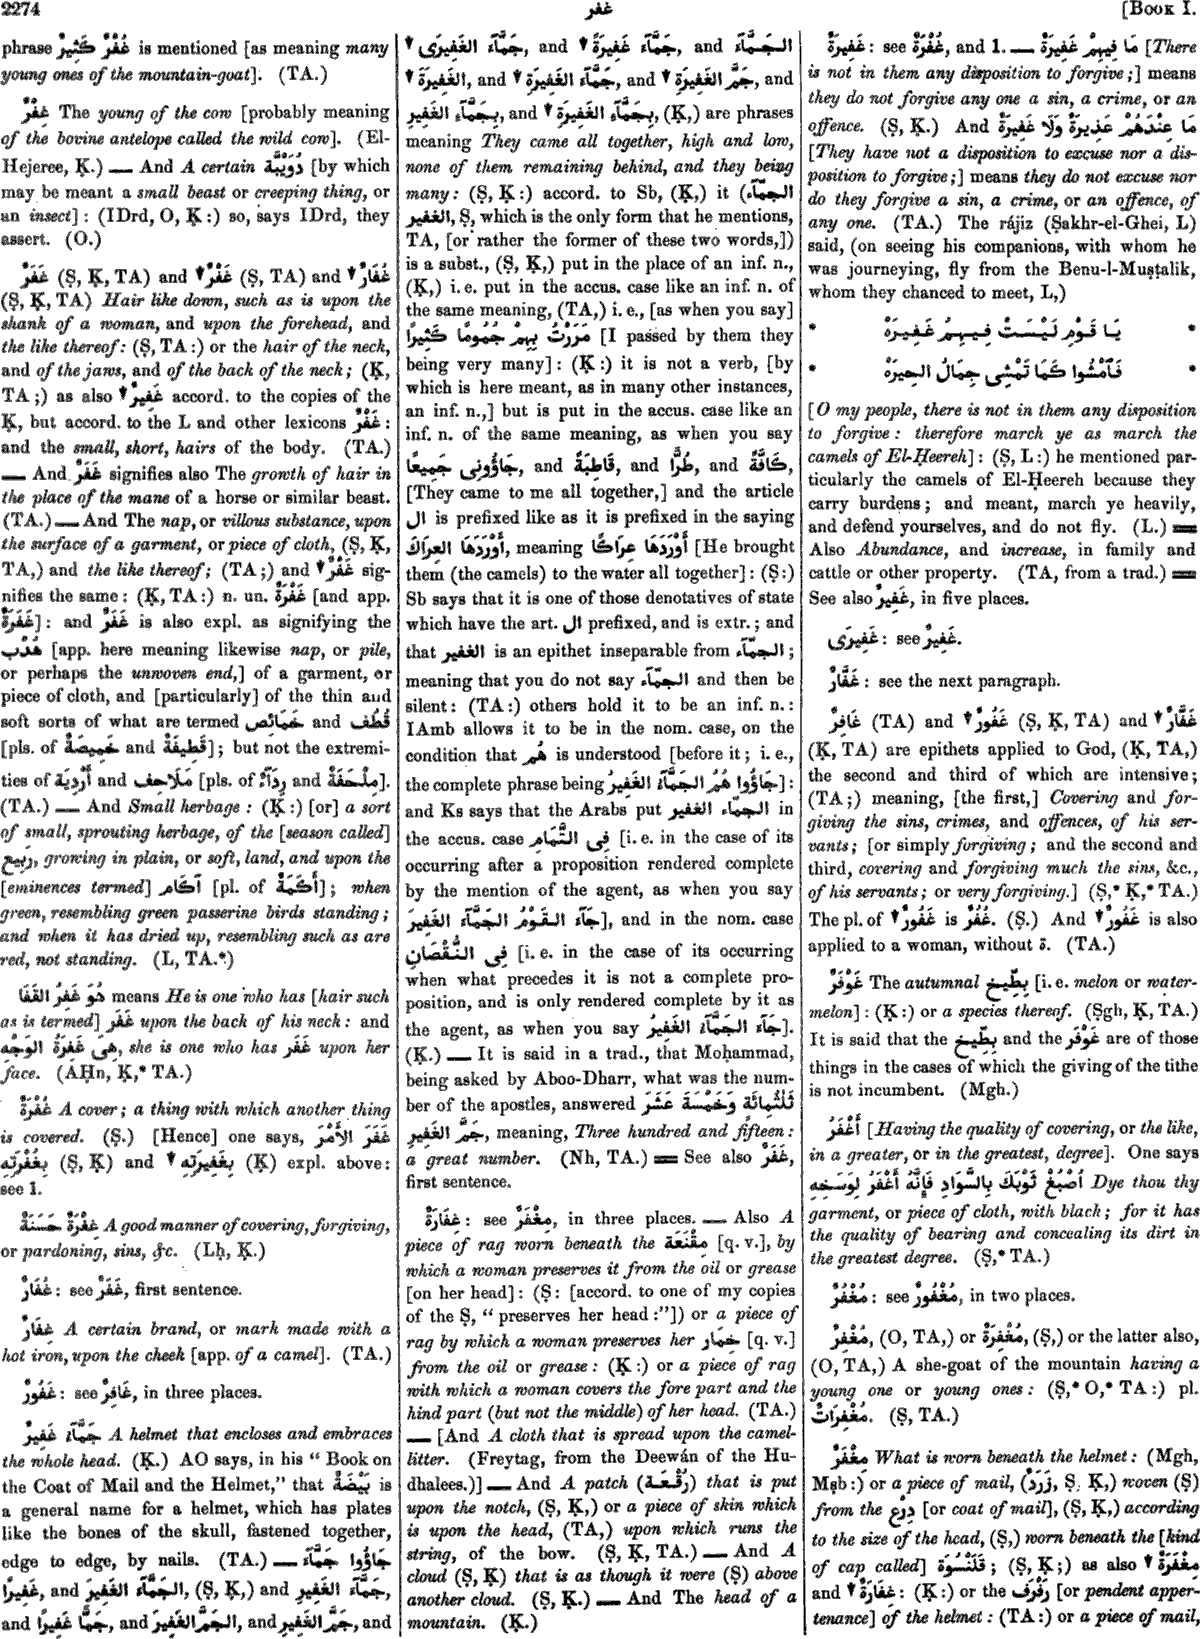 2274
غفر
[BOOK I.
phrase غُفْرٌ كَثِيرٌ is mentioned [as meaning many
young ones of the mountain-goat]. (TA.)
غِفْرٌ The young of the cow [probably meaning
of the bovine antelope called the wild cow]. (El-
Hejeree, Ḳ.) — And A certain دُوَيْبَّة [by which
may be meant a small beast or creeping thing, or
an insect]: (IDrd, O, Ḳ:) so, says IDrd, they
assert. (O.)
غَفَرٌ (Ṣ, Ḳ, TA) and ↓ غَفْرٌ (Ṣ, TA) and ↓ غُفَارٌ
(Ṣ, Ḳ, TA) Hair like down, such as is upon the
shank of a woman, and upon the forehead, and
the like thereof: (Ṣ, TA:) or the hair of the neck,
and of the jaws, and of the back of the neck; (Ḳ,
TA;) as also ↓ غَفِيرٌ accord. to the copies of the
Ḳ, but accord. to the L and other lexicons غَفْرٌ:
and the small, short, hairs of the body. (TA.)
— And غَفَرٌ signifies also The growth of hair in
the place of the mane of a horse or similar beast.
(TA.) — And The nap, or villous substance, upon
the surface of a garment, or piece of cloth, (Ṣ, Ḳ,
TA,) and the like thereof; (TA;) and ↓ غَفْرٌ sig-
nifies the same: (Ḳ, TA:) n. un. غَفْرَةٌ [and app.
غَفَرَةٌ]: and غَفَرٌ is also expl. as signifying the
هُدْب [app. here meaning likewise nap, or pile,
or perhaps the unwoven end,] of a garment, or
piece of cloth, and [particularly] of the thin and
soft sorts of what are termed خَمَائِص and قُطُف
[pls. of خَمِيصَةٌ and قَطِيفَةٌ]; but not the extremi-
ties of أَرْدِيَة and مَلَاحِف [pls. of رِدَآءٌ and مِلْحَفَةٌ].
(TA.) — And Small herbage: (Ḳ:) [or] a sort
of small, sprouting herbage, of the [season called]
رَبِيع, growing in plain, or soft, land, and upon the
[eminences termed] آكَام [pl. of أَكَمَةٌ]; when
green, resembling green passerine birds standing;
and when it has dried up, resembling such as are
red, not standing. (L, TA.*)
هُوَ غَفِرُ القَفَا means He is one who has [hair such
as is termed] غَفَر upon the back of his neck: and
هِىَ غَفِرَةُ الوَجْهِ, she is one who has غَفَر upon her
face. (AḤn, Ḳ,* TA.)
غُفْرَةٌ A cover; a thing with which another thing
is covered. (Ṣ.) [Hence] one says, غَفَرَ الأَمْرَ
بِغُفْرَتِهِ (Ṣ, Ḳ) and ↓ بِغَفِيرَتِهِ (Ḳ) expl. above:
see 1.
غِفْرَةٌ حَسَنَةٌ A good manner of covering, forgiving,
or pardoning, sins, &c. (Lḥ, Ḳ.)
غُفَارٌ: see غَفَرٌ, first sentence.
غِفَارٌ A certain brand, or mark made with a
hot iron, upon the cheek [app. of a camel]. (TA.)
غَفُورٌ: see غَافِرٌ, in three places.
جَمَّآءُ غَفِيرٌ A helmet that encloses and embraces
the whole head. (Ḳ.) AO says, in his “Book on
the Coat of Mail and the Helmet,” that بَيْضَةٌ is
a general name for a helmet, which has plates
like the bones of the skull, fastened together,
edge to edge, by nails. (TA.) — جَاؤُوا جَمَّآءَ
غَفِيرًا, and الجَمَّآءَ الغَفِيرَ, (Ṣ, Ḳ,) and جَمَّآءَ الغَفِيرِ,
and جَمًّا غَفِيرًا, and الجَمَّ الغَفِيرَ, and جَمَّ الغَفِيرِ, and
الجَمَّآءَ ↓ الغَفِيرَى, and جَمَّآءَ ↓ غَفِيرَةً, and الجَمَّآءَ
↓ الغَفِيرَةَ, and جَمَّآءَ ↓ الغَفِيرَةِ, and جَمَّ ↓ الغَفِيرَةِ, and
بِجَمَّآءِ الغَفِيرِ, and بِجَمَّآءِ ↓ الغَفِيرَةِ, (Ḳ,) are phrases
meaning They came all together, high and low,
none of them remaining behind, and they being
many: (Ṣ, Ḳ:) accord. to Sb, (Ḳ,) it (الجمّآء
الغفير, Ṣ, which is the only form that he mentions,
TA, [or rather the former of these two words,])
is a subst., (Ṣ, Ḳ,) put in the place of an inf. n.,
(Ḳ,) i. e. put in the accus. case like an inf. n. of
the same meaning, (TA,) i. e., [as when you say]
مَرَرْتُ بِهِمْ جُمُومًا كَثِيرًا [I passed by them they
being very many]: (Ḳ:) it is not a verb, [by
which is here meant, as in many other instances,
an inf. n.,] but is put in the accus. case like an
inf. n. of the same meaning, as when you say
جَاؤُونِى جَمِيعًا, and قَاطِبَةً, and طُرًّا, and كَافَّةً,
[They came to me all together,] and the article
ال is prefixed like as it is prefixed in the saying
أَوْرَدَهَا العِرَاكَ, meaning أَوْرَدَهَا عِرَاكًا [He brought
them (the camels) to the water all together]: (Ṣ:)
Sb says that it is one of those denotatives of state
which have the art. ال prefixed, and is extr.; and
that الغفير is an epithet inseparable from الجمّآء;
meaning that you do not say الجمّآء and then be
silent: (TA:) others hold it to be an inf. n.:
IAmb allows it to be in the nom. case, on the
condition that هُم is understood [before it; i. e.,
the complete phrase being جَاؤُوا هُمُ الجَمَّآءُ الغَفِيرُ]:
and Ks says that the Arabs put الجمّآء الغفير in
the accus. case فِى التَّمَامِ [i. e. in the case of its
occurring after a proposition rendered complete
by the mention of the agent, as when you say
جَآءَ القَوْمُ الجَمَّآءَ الغَفِيرَ], and in the nom. case
فِى النُّقْصَانِ [i. e. in the case of its occurring
when what precedes it is not a complete pro-
position, and is only rendered complete by it as
the agent, as when you say جَآءَ الجَمَّآءُ الغَفِيرُ].
(Ḳ.) — It is said in a trad., that Moḥammad,
being asked by Aboo-Dharr, what was the num-
ber of the apostles, answered ثَلٰثُمِائَةٍ وَخَمْسَةَ عَشَرَ
جَمَّ الغَفِيرِ, meaning, Three hundred and fifteen:
a great number. (Nh, TA.) = See also غَفَرٌ,
first sentence.
غِفَارَةٌ: see مِغْفَرٌ, in three places. — Also A
piece of rag worn beneath the مِقْنَعَة [q. v.], by
which a woman preserves it from the oil or grease
[on her head]: (Ṣ: [accord. to one of my copies
of the Ṣ, “preserves her head:”]) or a piece of
rag by which a woman preserves her خِمَار [q. v.]
from the oil or grease: (Ḳ:) or a piece of rag
with which a woman covers the fore part and the
hind part (but not the middle) of her head. (TA.)
— [And A cloth that is spread upon the camel-
litter. (Freytag, from the Deewán of the Hu-
dhalees.)] — And A patch (رُقْعَة) that is put
upon the notch, (Ṣ, Ḳ,) or a piece of skin which
is upon the head, (TA,) upon which runs the
string, of the bow. (Ṣ, Ḳ, TA.) — And A
cloud (Ṣ, Ḳ) that is as though it were (Ṣ) above
another cloud. (Ṣ, Ḳ.) — And The head of a
mountain. (Ḳ.)
غَفِيرَةٌ: see غُفْرَةٌ, and 1. — مَا فِيهِمْ غَفِيرَةٌ [There
is not in them any disposition to forgive;] means
they do not forgive any one a sin, a crime, or an
offence. (Ṣ, Ḳ.) And مَا عِنْدَهُمْ عَذِيرَةٌ وَلَا غَفِيرَةٌ
[They have not a disposition to excuse nor a dis-
position to forgive;] means they do not excuse nor
do they forgive a sin, a crime, or an offence, of
any one. (TA.) The rájiz (Ṣakhr-el-Ghei, L)
said, (on seeing his companions, with whom he
was journeying, fly from the Benu-l-Muṣṭaliḳ,
whom they chanced to meet, L,)
* يَا قَوْمِ لَيْسَتْ فِيهِمُ غَفِيرَهْ *
* فَٱمْشُوا كَمَا تَمْشِى جِمَالُ الحِيرَهْ *
[O my people, there is not in them any disposition
to forgive: therefore march ye as march the
camels of El-Ḥeereh]: (Ṣ, L:) he mentioned par-
ticularly the camels of El-Ḥeereh because they
carry burdens; and meant, march ye heavily,
and defend yourselves, and do not fly. (L.) =
Also Abundance, and increase, in family and
cattle or other property. (TA, from a trad.) =
See also غَفِيرٌ, in five places.
غَفِيرَى: see غَفِيرٌ.
غَفَّارٌ: see the next paragraph.
غَافِرٌ (TA) and ↓ غَفُورٌ (Ṣ, Ḳ, TA) and ↓ غَفَّارٌ
(Ḳ, TA) are epithets applied to God, (Ḳ, TA,)
the second and third of which are intensive;
(TA;) meaning, [the first,] Covering and for-
giving the sins, crimes, and offences, of his ser-
vants; [or simply forgiving; and the second and
third, covering and forgiving much the sins, &c.,
of his servants; or very forgiving.] (Ṣ,* Ḳ,* TA.)
The pl. of ↓ غَفُورٌ is غُفُرٌ. (Ṣ.) And ↓ غَفُورٌ is also
applied to a woman, without ة. (TA.)
غَوْفَرٌ The autumnal بِطِّيخ [i. e. melon or water-
melon]: (Ḳ:) or a species thereof. (Ṣgh, Ḳ, TA.)
It is said that the بِطِّيخ and the غَوْفَر are of those
things in the cases of which the giving of the tithe
is not incumbent. (Mgh.)
أَغْفَرُ [Having the quality of covering, or the like,
in a greater, or in the greatest, degree]. One says
اُصْبُغْ ثَوْبَكَ بِالسَّوَادِ فَإِنَّهُ أَغْفَرُ لِوَسَخِهِ Dye thou thy
garment, or piece of cloth, with black; for it has
the quality of bearing and concealing its dirt in
the greatest degree. (Ṣ,* TA.)
مُغْفُرٌ: see مُغْفُورٌ, in two places.
مُغْفِرٌ, (O, TA,) or مُغْفِرَةٌ, (Ṣ,) or the latter also,
(O, TA,) A she-goat of the mountain having a
young one or young ones: (Ṣ,* O,* TA:) pl.
مُغْفِرَاتٌ. (Ṣ, TA.)
مِغْفَرٌ What is worn beneath the helmet: (Mgh,
Mṣb:) or a piece of mail, (زَرَدٌ, Ṣ, Ḳ,) woven (Ṣ)
from the دِرْع [or coat of mail], (Ṣ, Ḳ,) according
to the size of the head, (Ṣ,) worn beneath the [kind
of cap called] قَلَنْسُوَة; (Ṣ, Ḳ;) as also ↓ مِغْفَرَةٌ
and ↓ غِفَارَةٌ: (Ḳ:) or the رَفْرَف [or pendent apper-
tenance] of the helmet: (TA:) or a piece of mail,